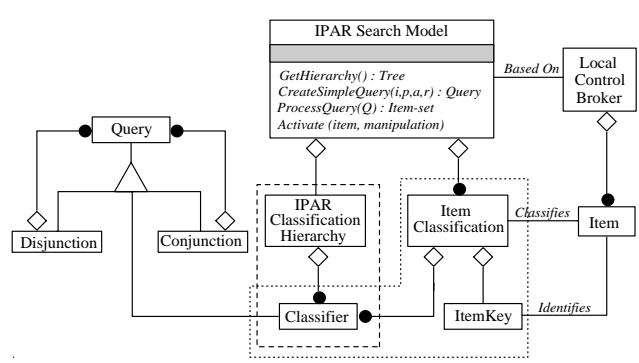 IPAR Search Model
GetHierarchy() : Tree
CreateSimpleQuery(i,p,a,r) : Query
ProcessQuery(Q) : Item-set
Activate (item, manipulation)
Based On
Local
Control
Broker
Query
Disjunction
Conjunction
IPAR
Classification
Hierarchy
Item
Classification
Classifies
Item
Classifier
ItemKey
Identifies